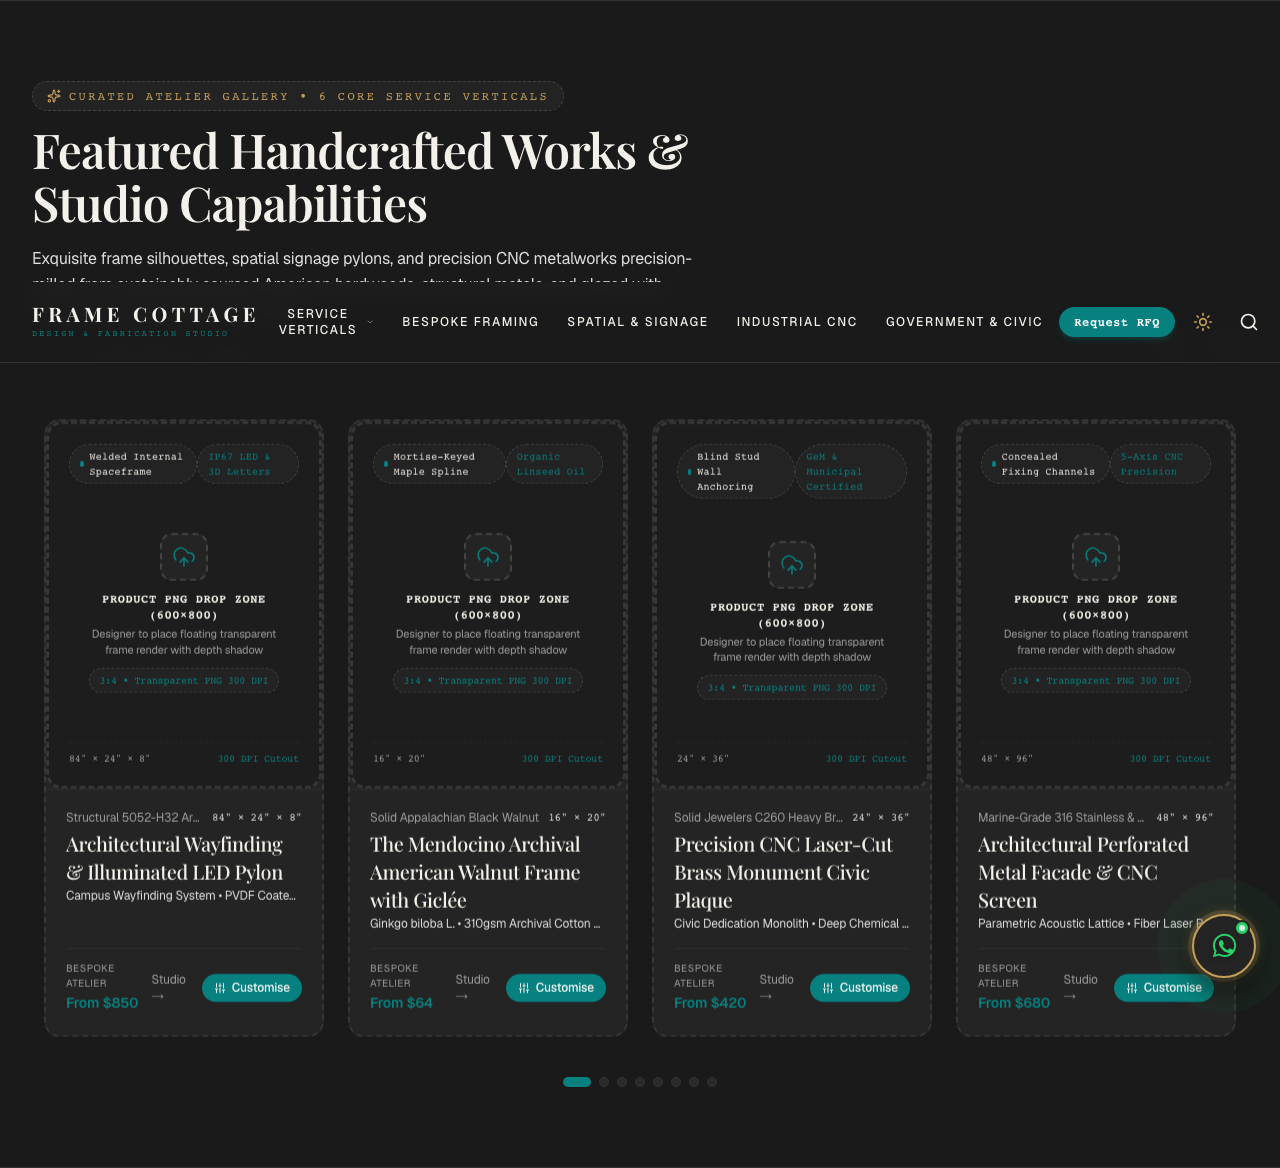 CURATED ATELIER GALLERY • 6 CORE SERVICE VERTICALS
Featured Handcrafted Works &
Studio Capabilities
Exquisite frame silhouettes, spatial signage pylons, and precision CNC metalworks precision-
milled from sustainably sourced American hardwoods, structural metals, and glazed with
FRAME COTTAGE
DESIGN & FABRICATION STUDIO
SERVICE
VERTICALS
BESPOKE FRAMING
SPATIAL & SIGNAGE
INDUSTRIAL CNC
GOVERNMENT & CIVIC
Request RFQ
Welded Internal
Spaceframe
IP67 LED &
3D Letters
PRODUCT PNG DROP ZONE
(600×800)
Designer to place floating transparent
frame render with depth shadow
3:4 • Transparent PNG 300 DPI
84" × 24" × 8"
300 DPI Cutout
Structural 5052-H32 Ar...
84" × 24" × 8"
Architectural Wayfinding
& Illuminated LED Pylon
Campus Wayfinding System • PVDF Coate...
BESPOKE
ATELIER
From $850
Studio
→
Customise
Mortise-Keyed
Maple Spline
Organic
Linseed Oil
PRODUCT PNG DROP ZONE
(600×800)
Designer to place floating transparent
frame render with depth shadow
3:4 • Transparent PNG 300 DPI
16" × 20"
300 DPI Cutout
Solid Appalachian Black Walnut
16" × 20"
The Mendocino Archival
American Walnut Frame
with Giclée
Ginkgo biloba L. • 310gsm Archival Cotton ...
BESPOKE
ATELIER
From $64
Studio
→
Customise
Blind Stud
Wall
Anchoring
GeM &
Municipal
Certified
PRODUCT PNG DROP ZONE
(600×800)
Designer to place floating transparent
frame render with depth shadow
3:4 • Transparent PNG 300 DPI
24" × 36"
300 DPI Cutout
Solid Jewelers C260 Heavy Br...
24" × 36"
Precision CNC Laser-Cut
Brass Monument Civic
Plaque
Civic Dedication Monolith • Deep Chemical ...
BESPOKE
ATELIER
From $420
Studio
→
Customise
Concealed
Fixing Channels
5-Axis CNC
Precision
PRODUCT PNG DROP ZONE
(600×800)
Designer to place floating transparent
frame render with depth shadow
3:4 • Transparent PNG 300 DPI
48" × 96"
300 DPI Cutout
Marine-Grade 316 Stainless & ...
48" × 96"
Architectural Perforated
Metal Facade & CNC
Screen
Parametric Acoustic Lattice • Fiber Laser
BESPOKE
ATELIER
From $680
Studio
→
Customise